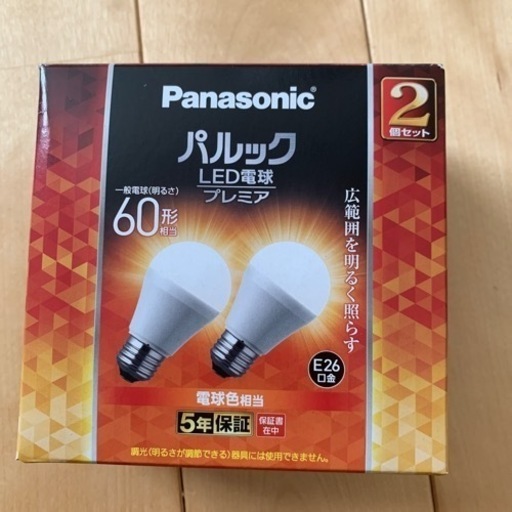 Panasonic
2
個セット
パルック
LED電球
プレミア
一般電球(明るさ)
60形
相当
広範囲を明るく照らす
E26
口金
電球色相当
5年保証
保証書
在中
調光(明るさが調節できる)器具には使用できません。